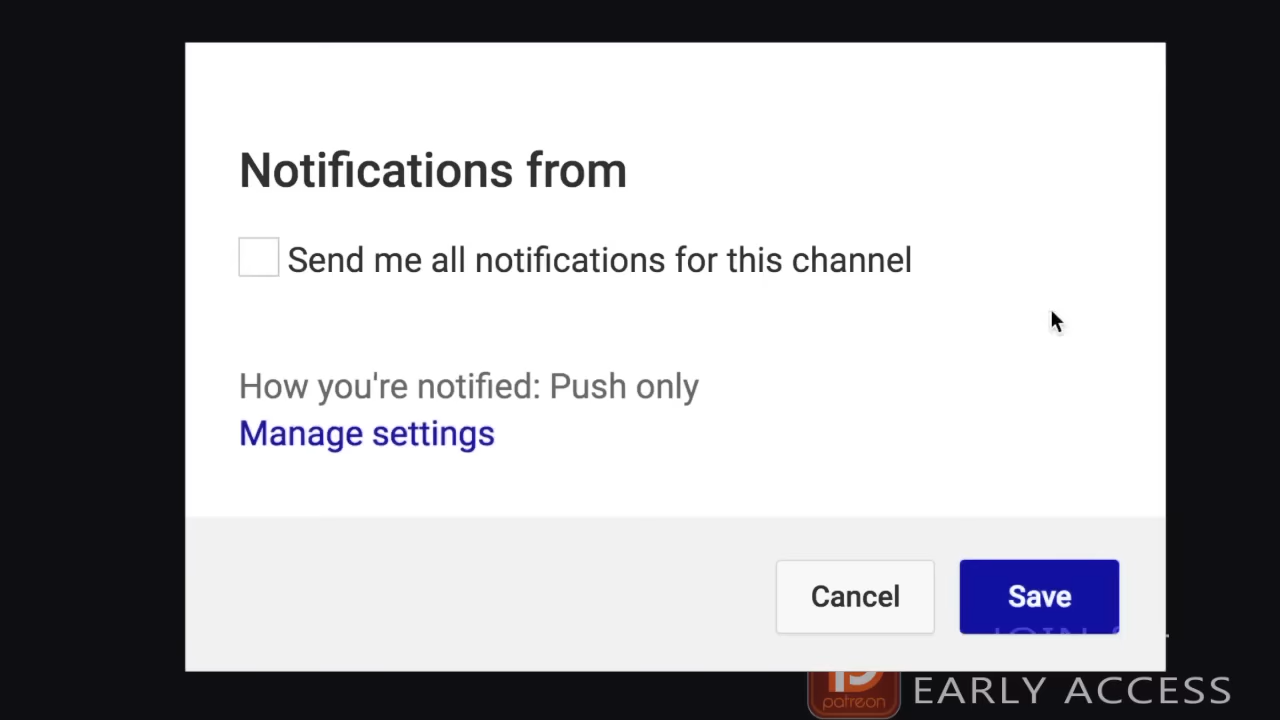 Notifications from
Send me all notifications for this channel
How you're notified: Push only
Manage settings
Cancel
Save
patreon
EARLY ACCESS